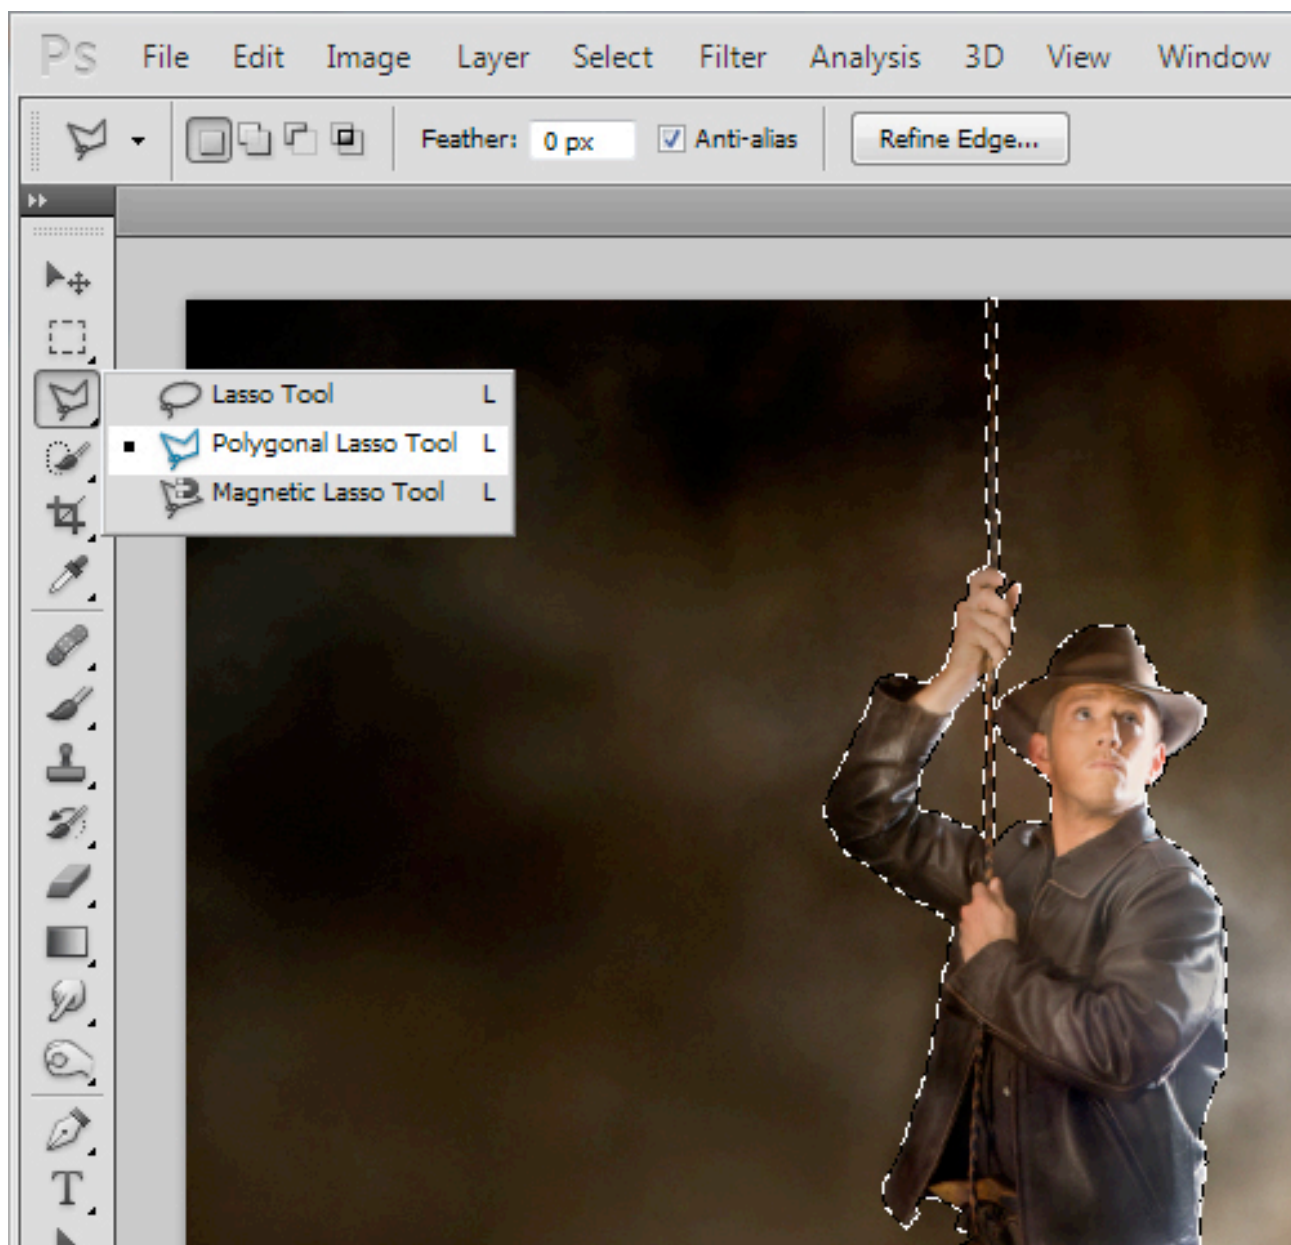 Ps File Edit Image Layer Select Filter Analysis 3D View Window
Feather: 0 px Anti-alias Refine Edge...
Lasso Tool L
Polygonal Lasso Tool L
Magnetic Lasso Tool L
T